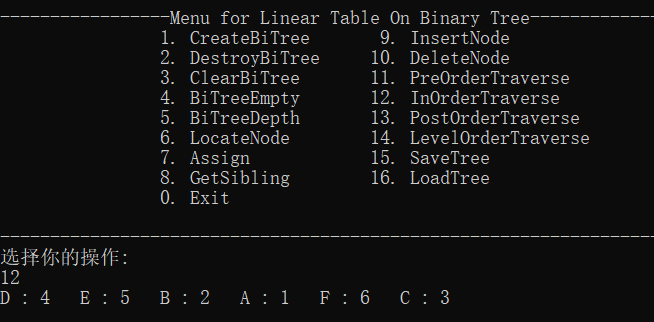 -----------------Menu for Linear Table On Binary Tree-------------
1. CreateBiTree 9. InsertNode
2. DestroyBiTree 10. DeleteNode
3. ClearBiTree 11. PreOrderTraverse
4. BiTreeEmpty 12. InOrderTraverse
5. BiTreeDepth 13. PostOrderTraverse
6. LocateNode 14. LevelOrderTraverse
7. Assign 15. SaveTree
8. GetSibling 16. LoadTree
0. Exit
------------------------------------------------------------------
选择你的操作:
12
D : 4 E : 5 B : 2 A : 1 F : 6 C : 3